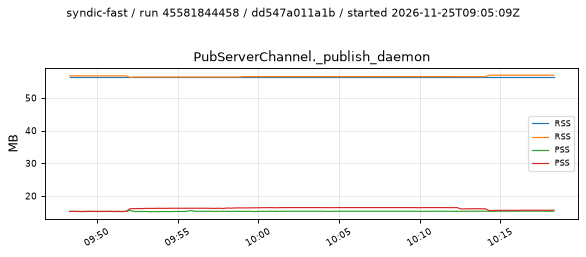 syndic-fast / run 45581844458 / dd547a011a1b / started 2026-11-25T09:05:09Z
PubServerChannel._publish_daemon
MB
50
40
30
20
RSS
RSS
PSS
PSS
09:50
09:55
10:00
10:05
10:10
10:15